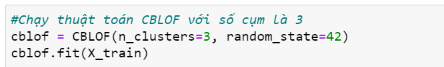 #Chạy thuật toán CBLOF với số cụm là 3
cblof = CBLOF(n_clusters=3, random_state=42)
cblof.fit(X_train)